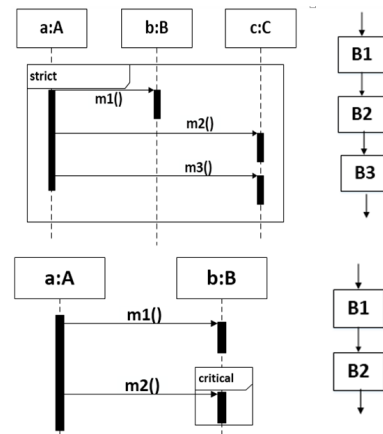 a:A b:B c:C
strict
m1()
m2()
m3()
B1
B2
B3
a:A b:B
m1()
critical
m2()
B1
B2